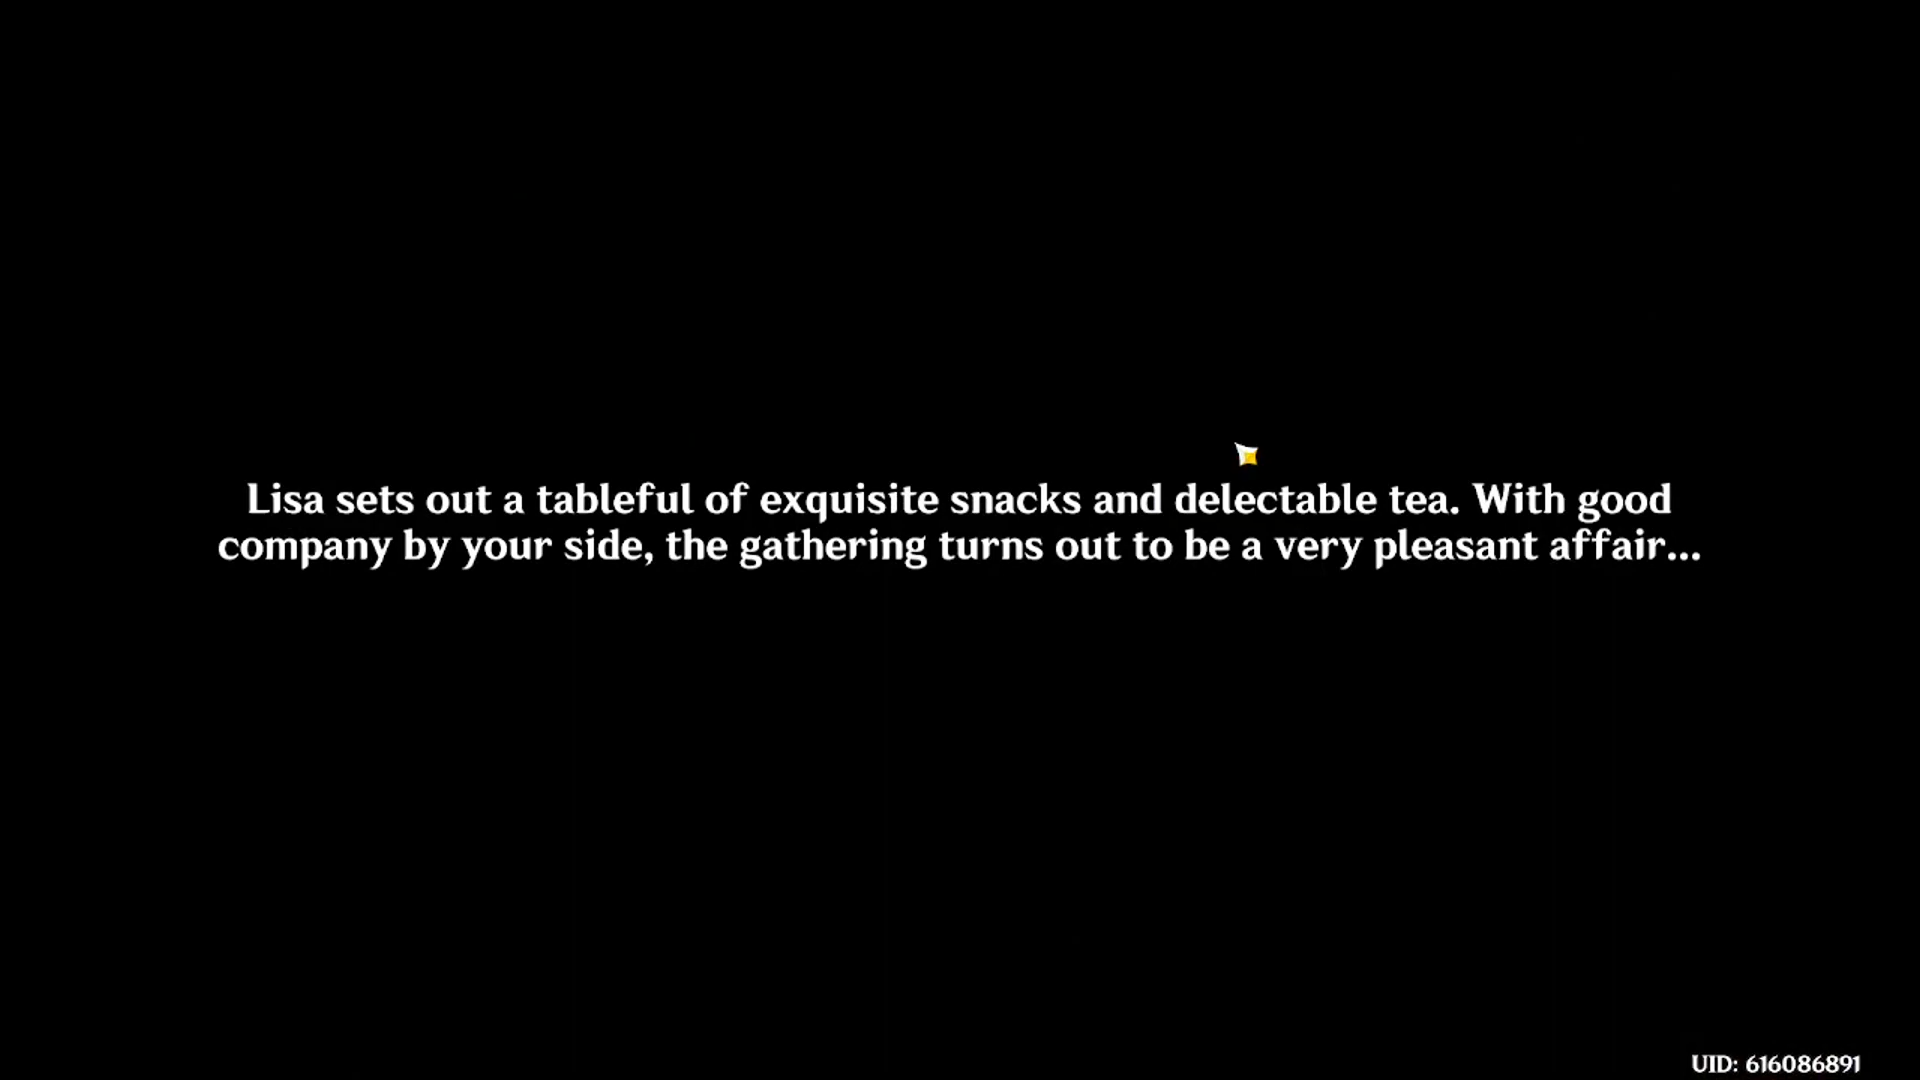 Lisa sets out a tableful of exquisite snacks and delectable tea. With good
company by your side, the gathering turns out to be a very pleasant affair...
UID: 616086891